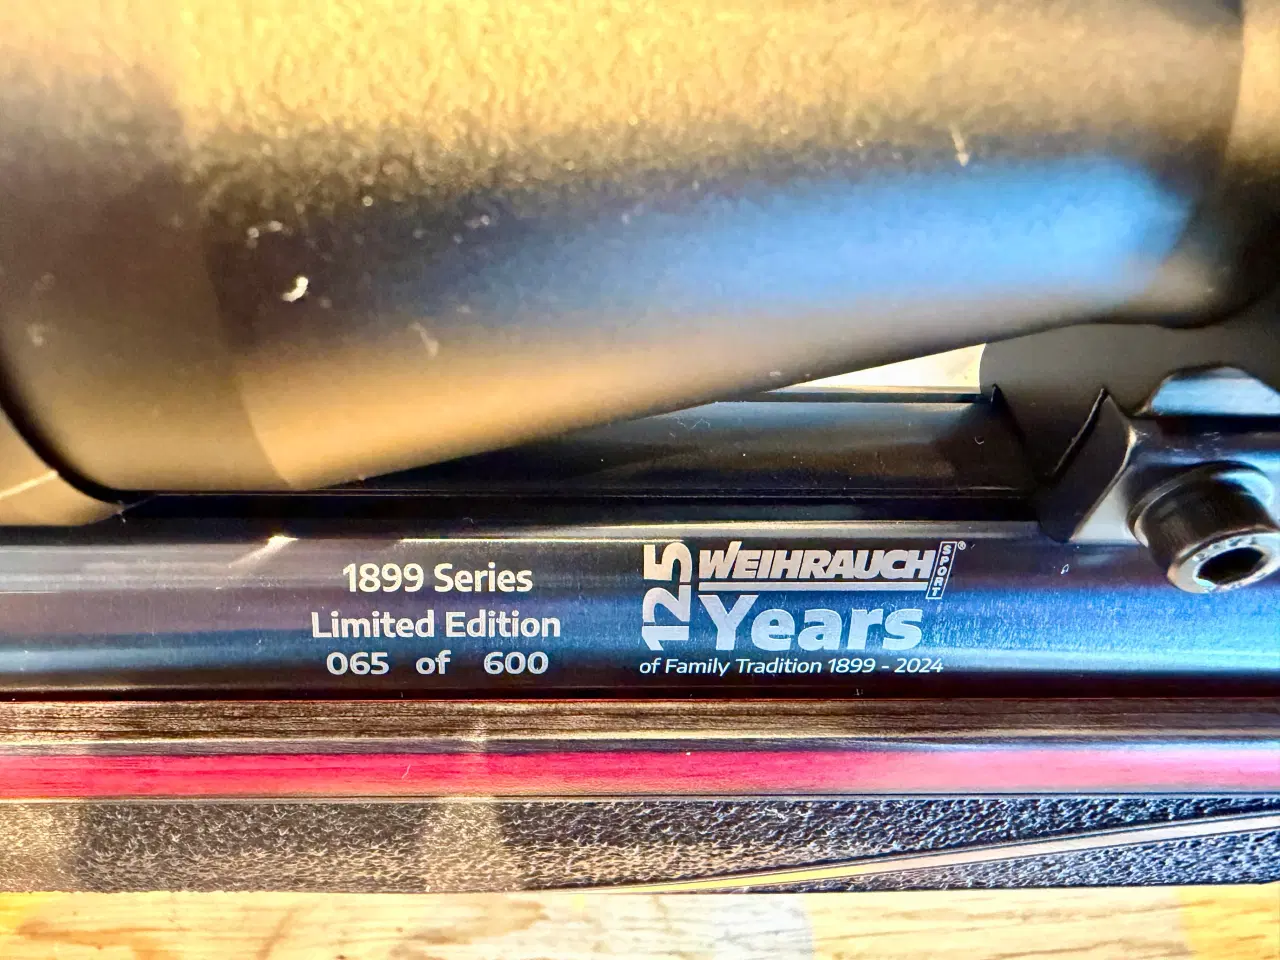 1899 Series
Limited Edition
065 of 600
125
WEIHRAUCH SPORT®
Years
of Family Tradition 1899 - 2024